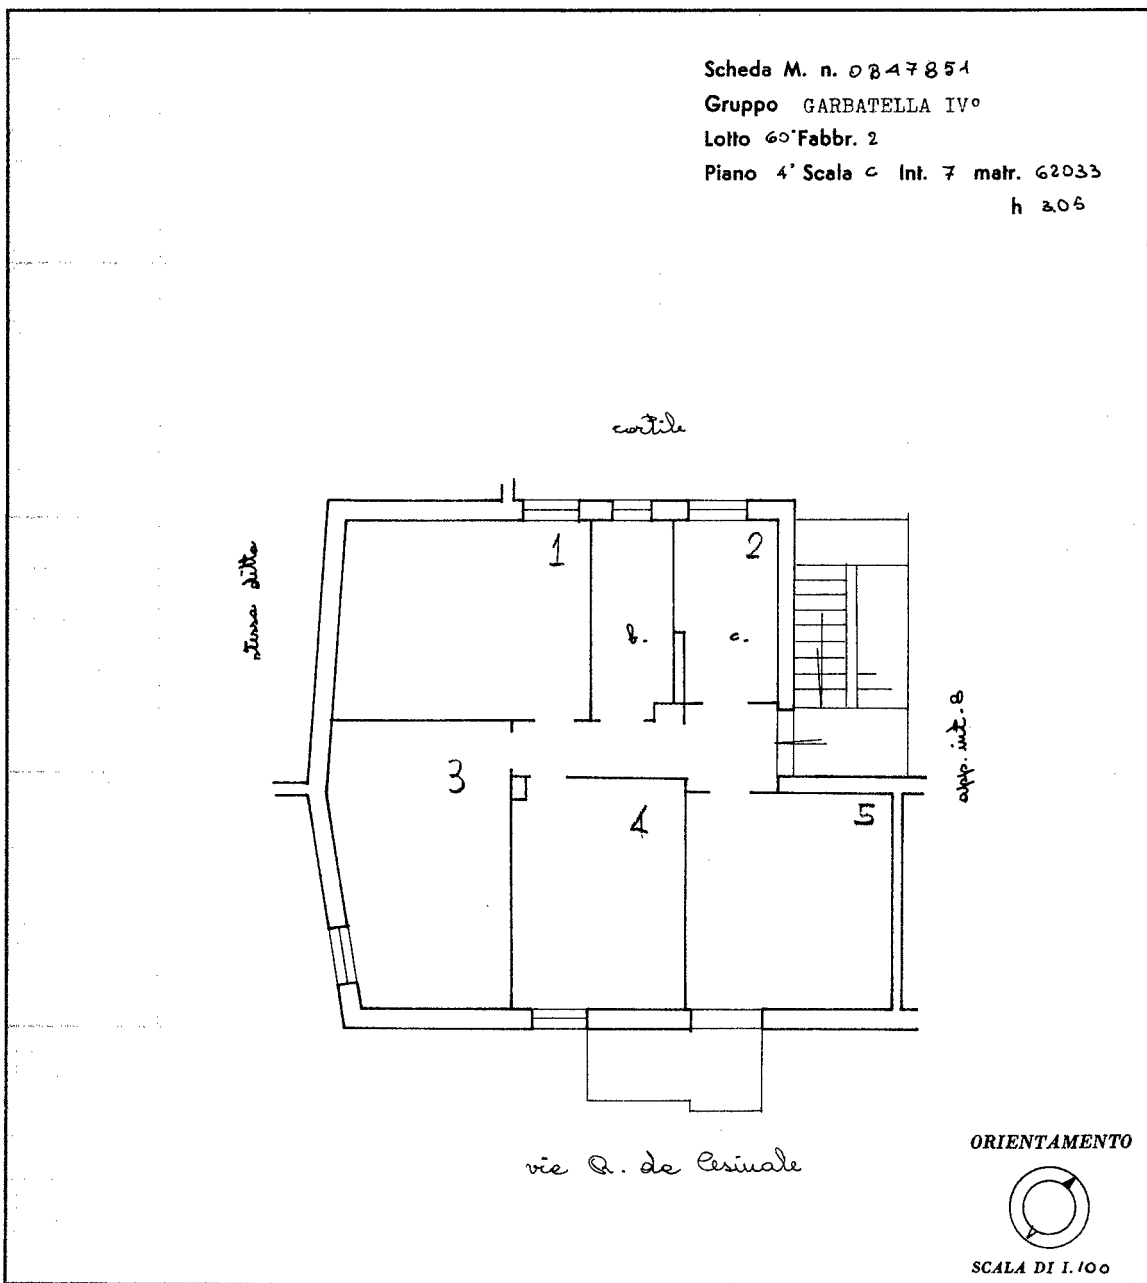 Scheda M. n. 0847851
Gruppo GARBATELLA IVº
Lotto 60° Fabbr. 2
Piano 4° Scala c Int. 7 matr. 62033
h 3.05
cortile
stessa ditta
1
2
b.
c.
3
4
5
app. int. 8
via R. da Cesinale
ORIENTAMENTO
SCALA DI 1.100